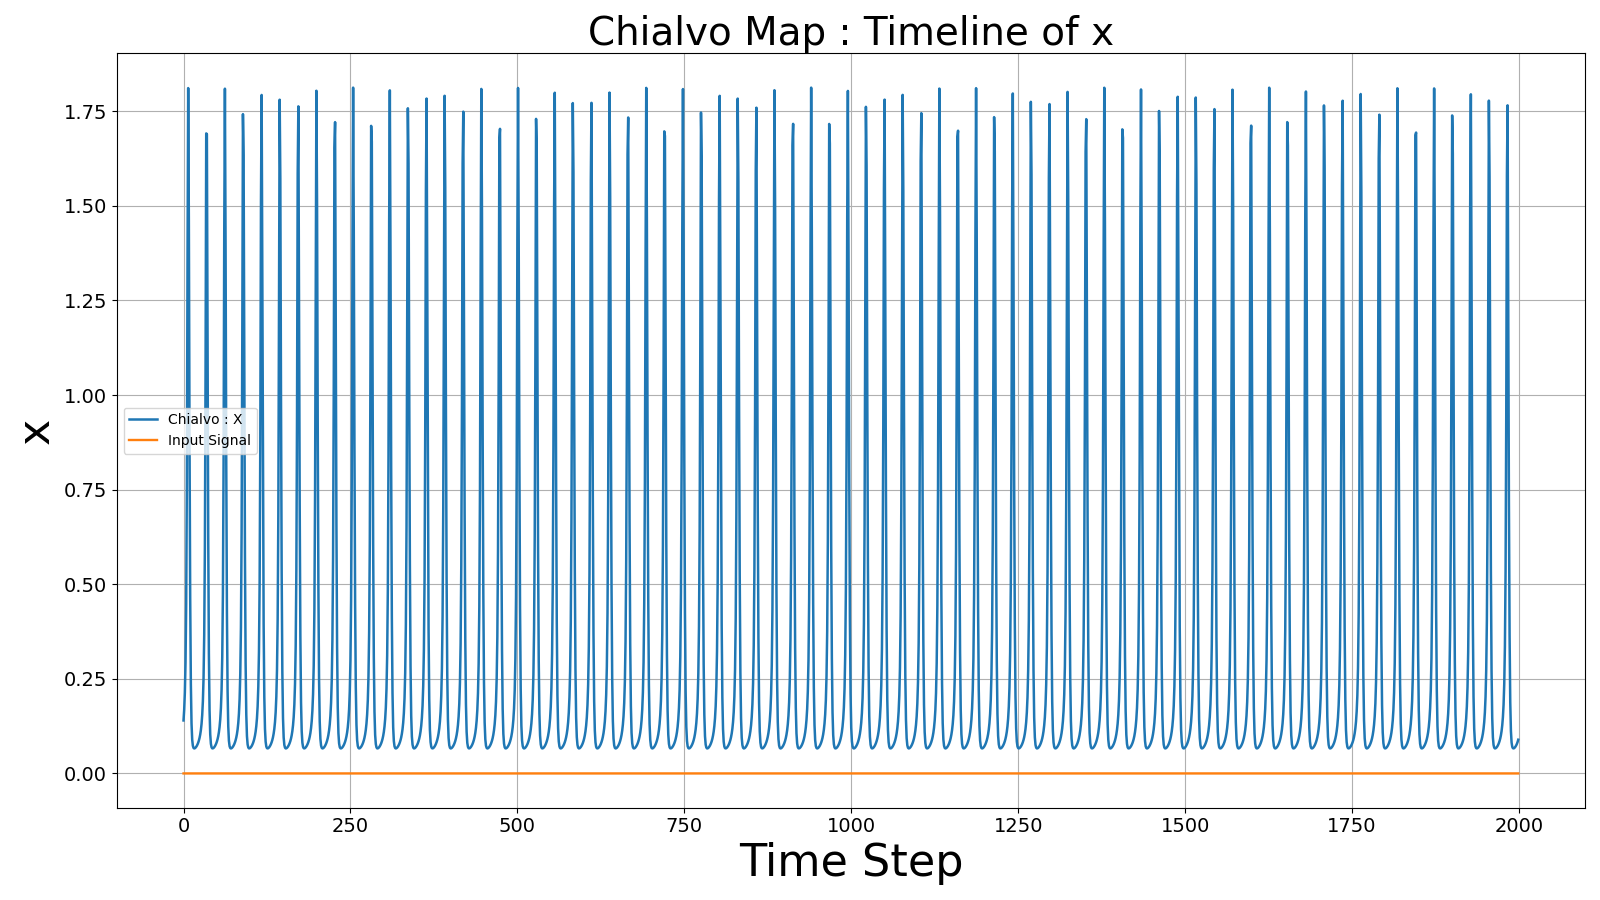 Chialvo Map : Timeline of x
1.75
1.50
1.25
1.00
0.75
0.50
0.25
0.00
x
Chialvo : X
Input Signal
0 250 500 750 1000 1250 1500 1750 2000
Time Step